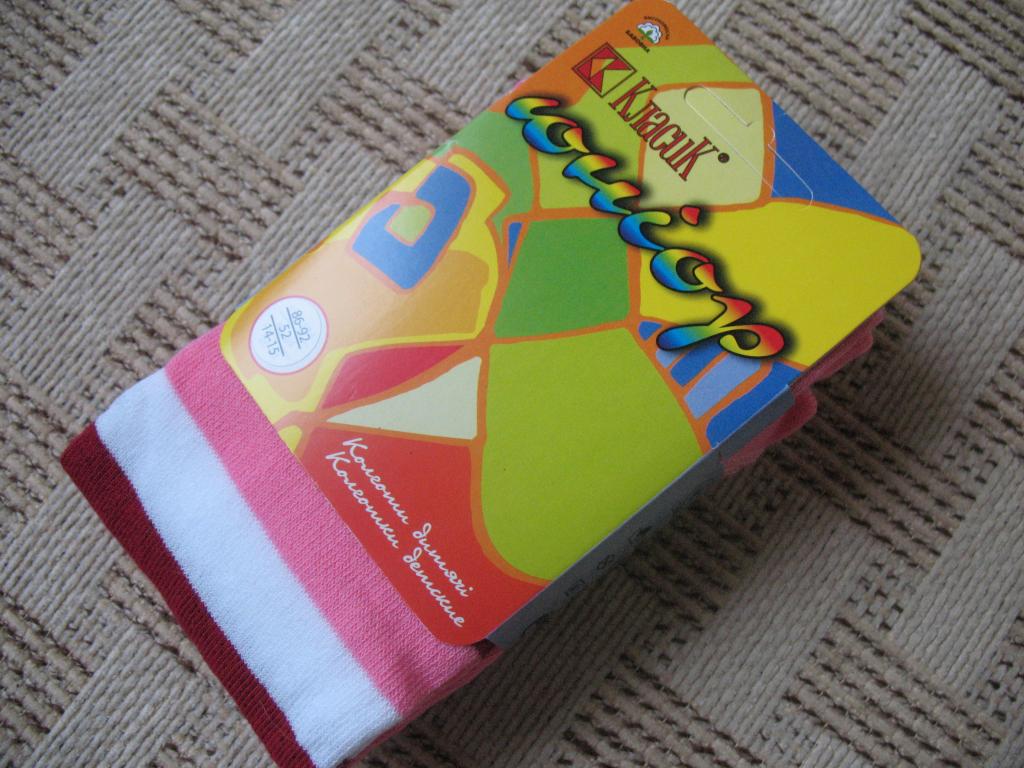 КласиК®
юніор
86-92
52
14-15
Колготи дитячі
Колготки детские